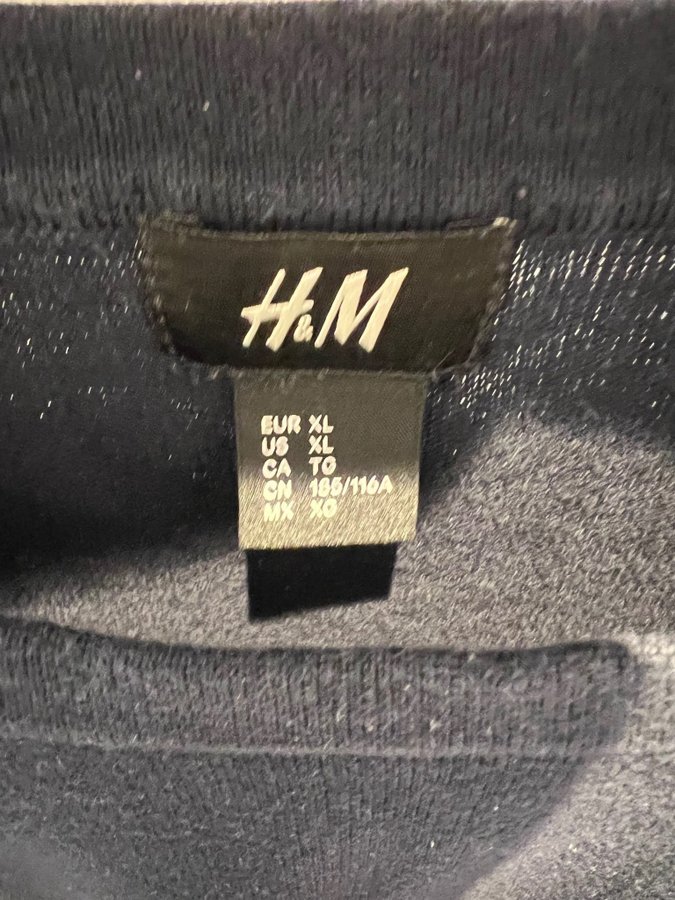 H&M
EUR XL
US XL
CA TG
CN 185/116A
MX XG